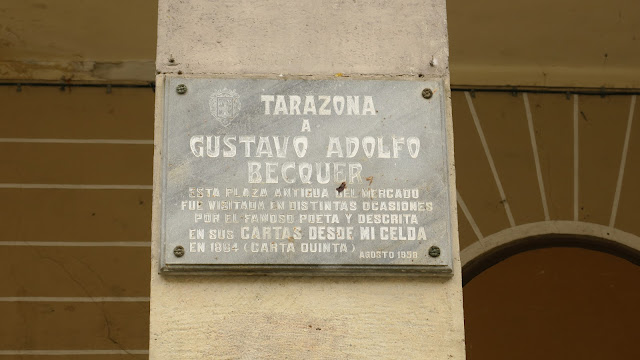 TARAZONA
A
GUSTAVO ADOLFO
BECQUER
ESTA PLAZA ANTIGUA DEL MERCADO
FUE VISITADA EN DISTINTAS OCASIONES
POR EL FAMOSO POETA Y DESCRITA
EN SUS CARTAS DESDE MI CELDA
EN 1864 (CARTA QUINTA)
AGOSTO